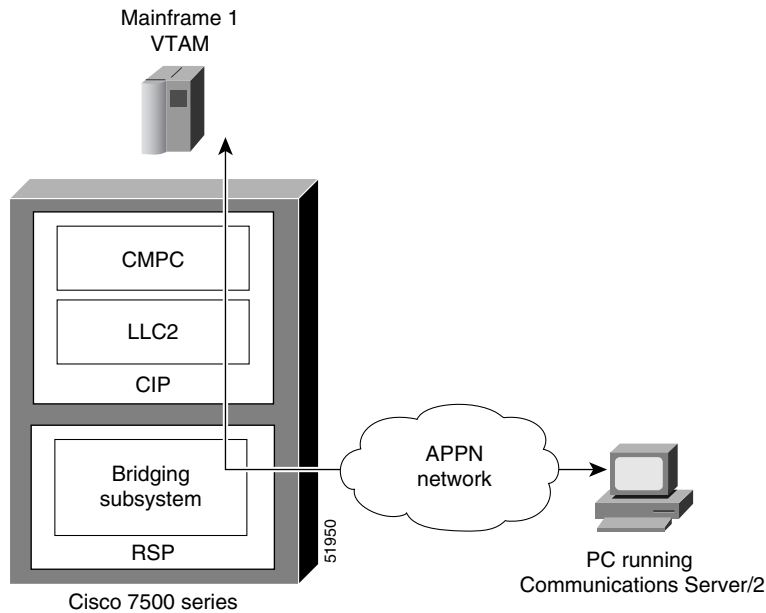 Mainframe 1
VTAM
CMPC
LLC2
CIP
Bridging
subsystem
RSP
51950
APPN
network
PC running
Communications Server/2
Cisco 7500 series